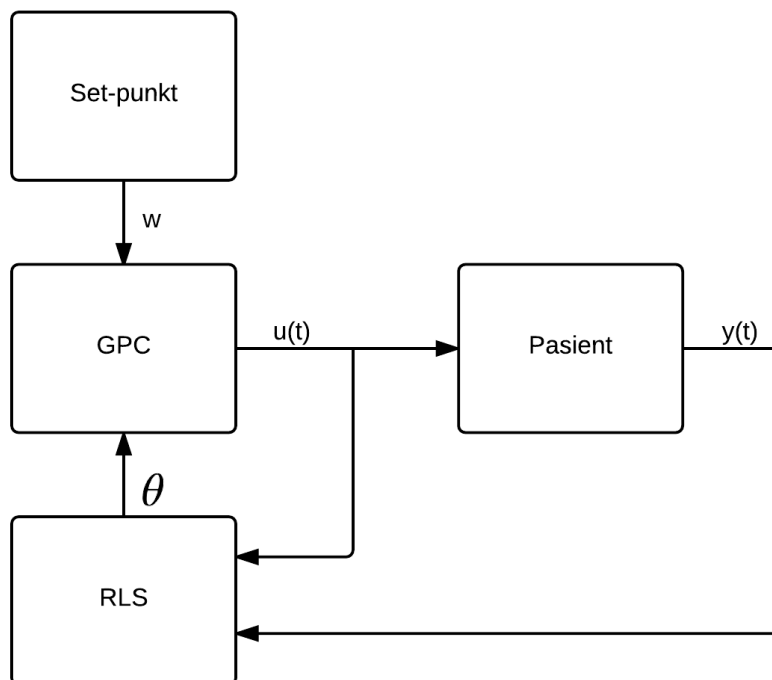 Set-punkt
w
GPC
u(t)
Pasient
y(t)
θ
RLS